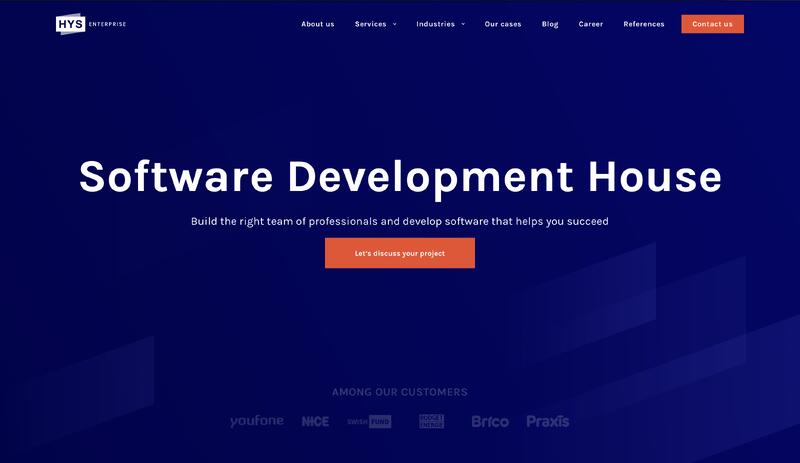 HYS ENTERPRISE
About us Services Industries Our cases Blog Career References Contact us
Software Development House
Build the right team of professionals and develop software that helps you succeed
Let's discuss your project
AMONG OUR CUSTOMERS
youfone NICE SWISH FUND BUDGET ENERGIE Brico Praxis